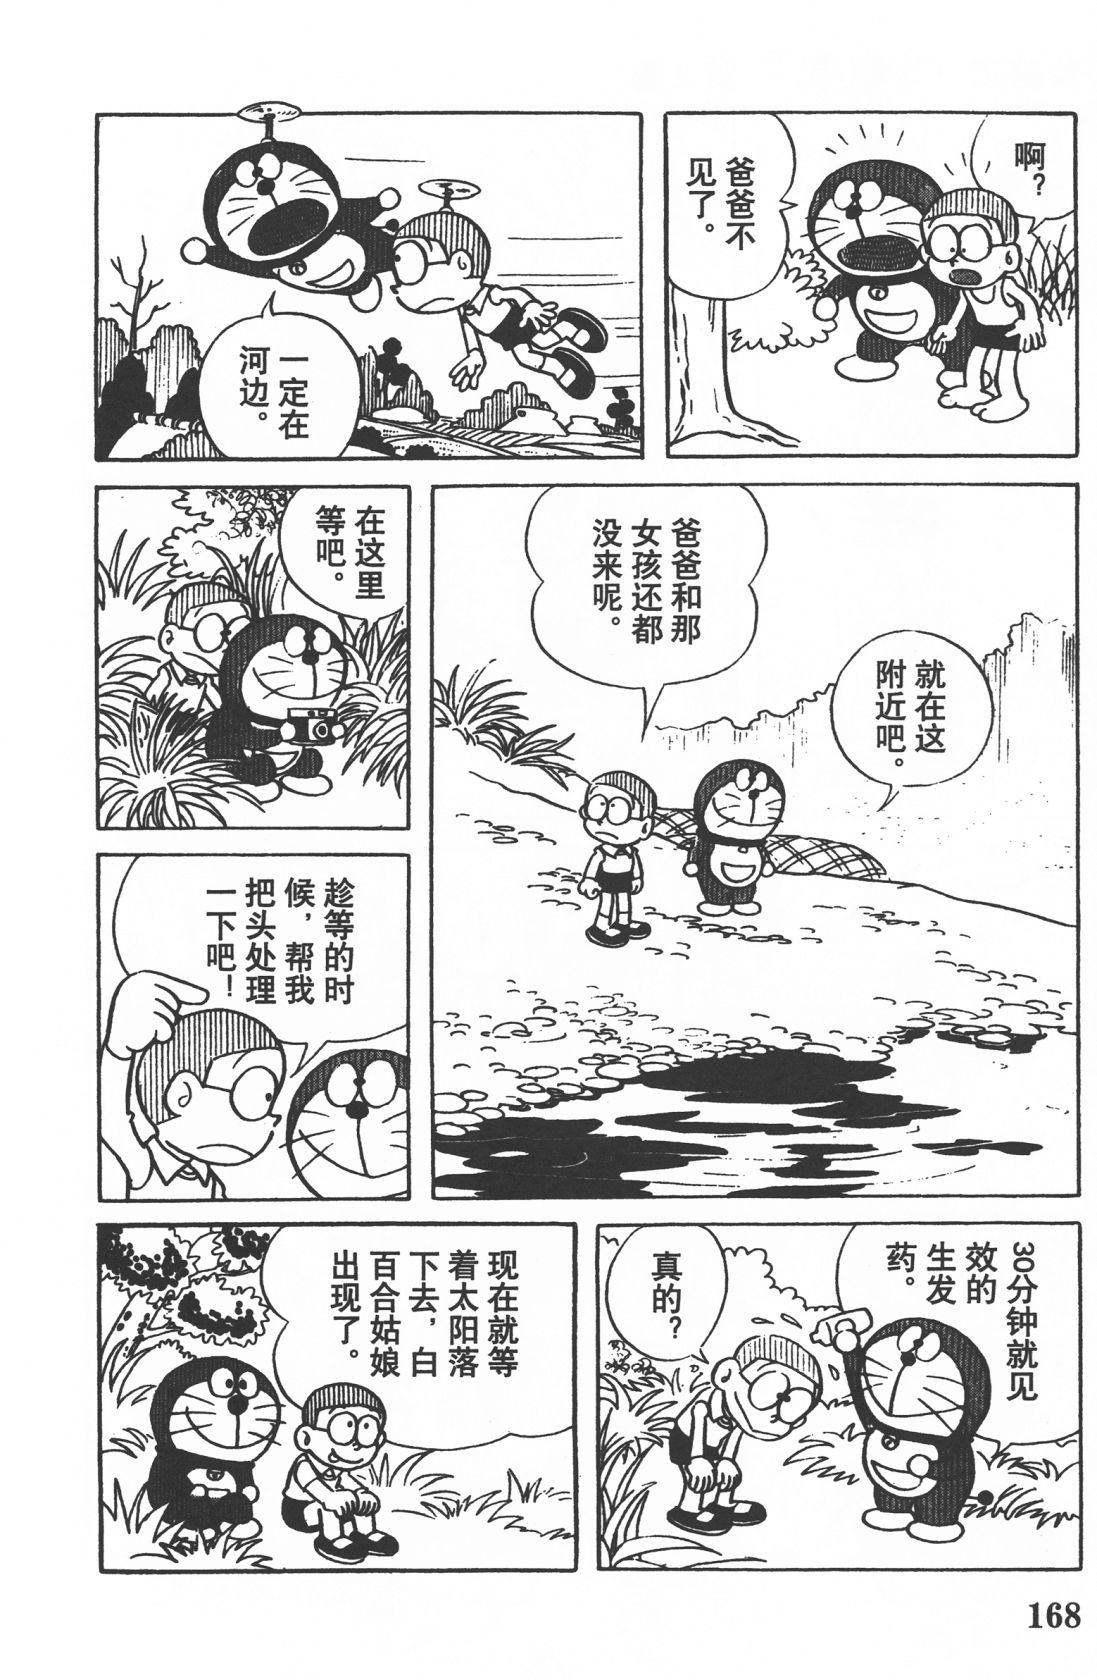 啊?
爸爸不
见了。
一定在
河边。
爸爸和那
女孩还都
没来呢。
就在这
附近吧。
在这里
等吧。
趁等的时
候，帮我
把头处理
一下吧！
30分钟就见
效的
生发
药。
真的?
现在就等
着太阳落
下去，白
百合姑娘
出现了。
168